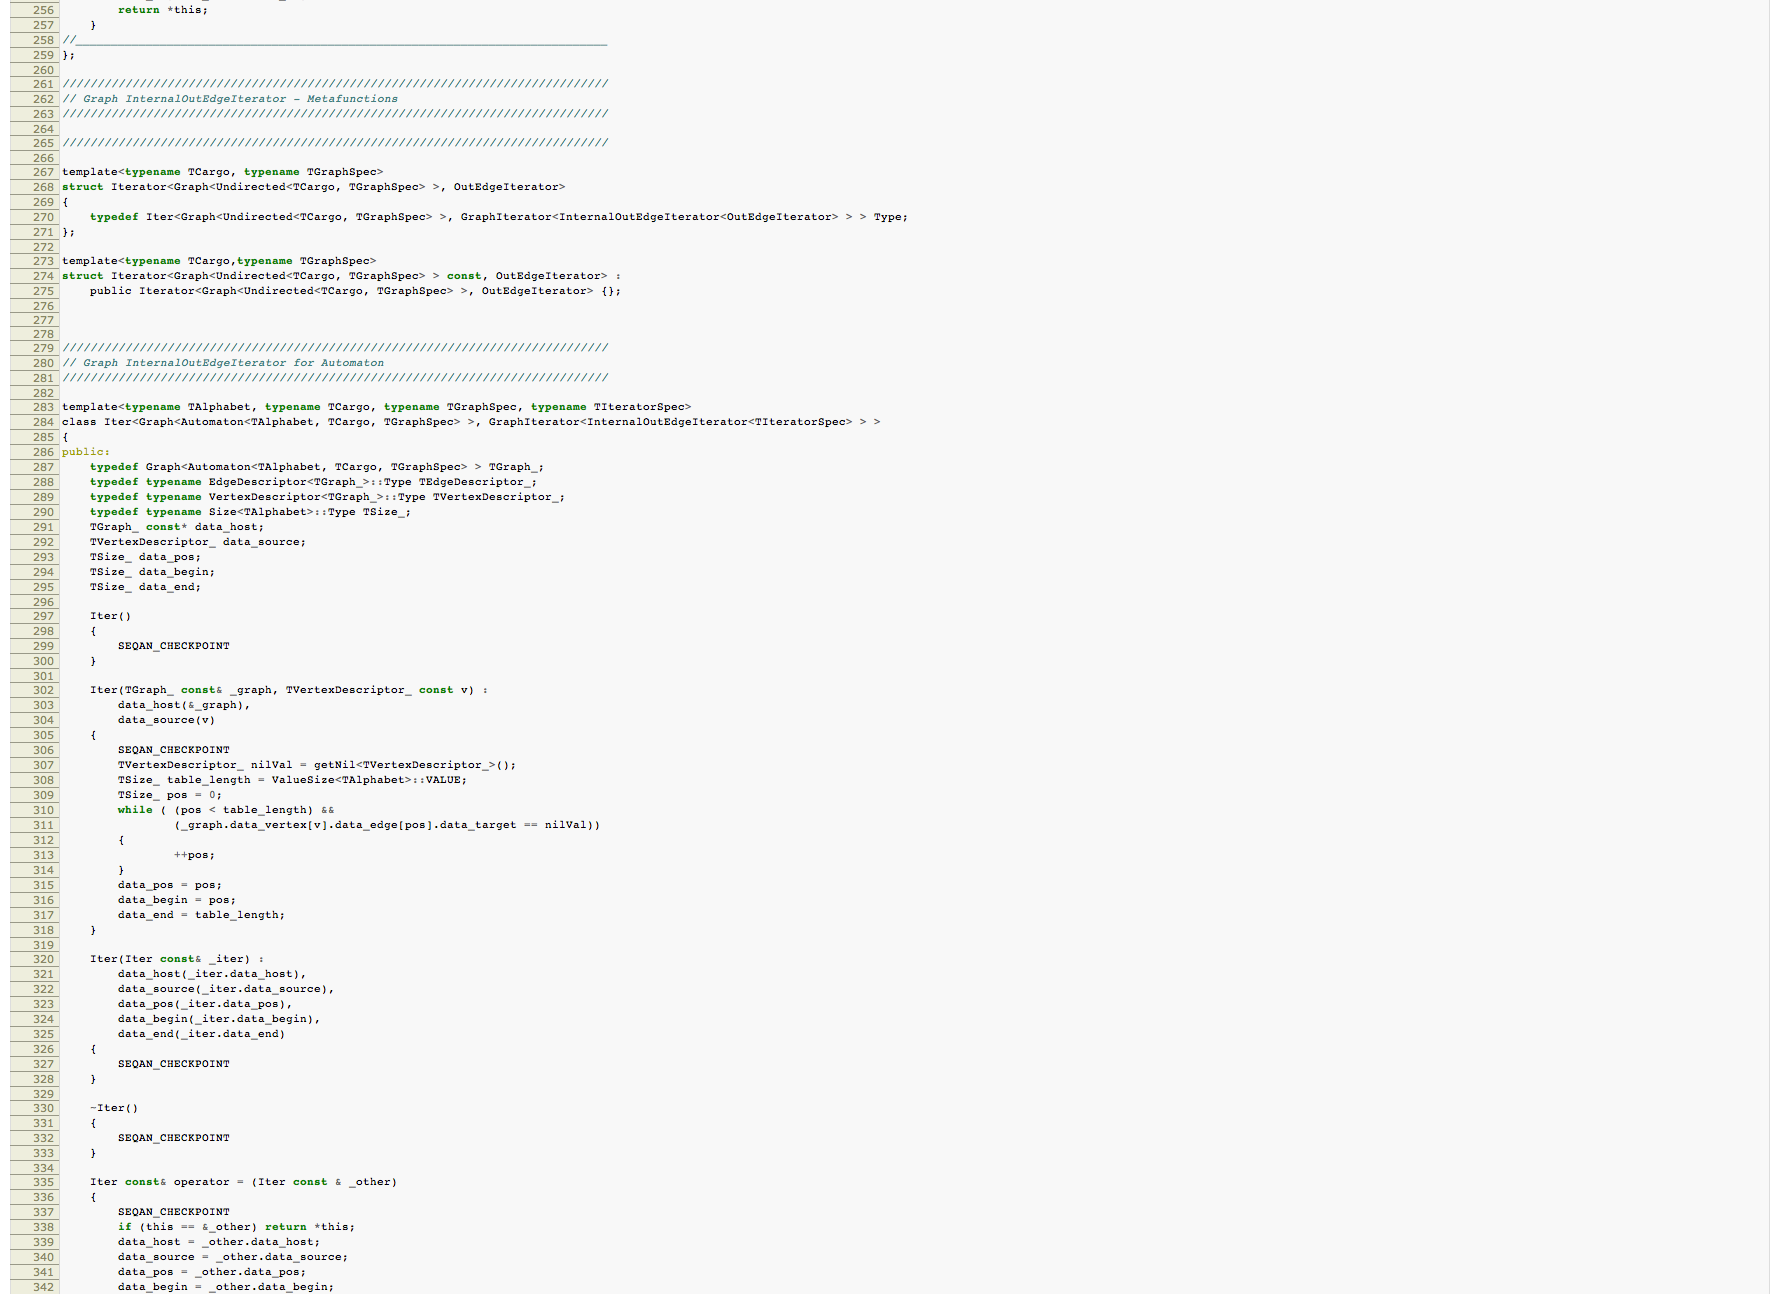 256 return *this;
257 }
258 //____________________________________________________________________________
259 };
260
261 //////////////////////////////////////////////////////////////////////////////
262 // Graph InternalOutEdgeIterator - Metafunctions
263 //////////////////////////////////////////////////////////////////////////////
264
265 //////////////////////////////////////////////////////////////////////////////
266
267 template<typename TCargo, typename TGraphSpec>
268 struct Iterator<Graph<Undirected<TCargo, TGraphSpec> >, OutEdgeIterator>
269 {
270     typedef Iter<Graph<Undirected<TCargo, TGraphSpec> >, GraphIterator<InternalOutEdgeIterator<OutEdgeIterator> > > Type;
271 };
272
273 template<typename TCargo,typename TGraphSpec>
274 struct Iterator<Graph<Undirected<TCargo, TGraphSpec> > const, OutEdgeIterator> :
275     public Iterator<Graph<Undirected<TCargo, TGraphSpec> >, OutEdgeIterator> {};
276
277
278
279 //////////////////////////////////////////////////////////////////////////////
280 // Graph InternalOutEdgeIterator for Automaton
281 //////////////////////////////////////////////////////////////////////////////
282
283 template<typename TAlphabet, typename TCargo, typename TGraphSpec, typename TIteratorSpec>
284 class Iter<Graph<Automaton<TAlphabet, TCargo, TGraphSpec> >, GraphIterator<InternalOutEdgeIterator<TIteratorSpec> > >
285 {
286 public:
287     typedef Graph<Automaton<TAlphabet, TCargo, TGraphSpec> > TGraph_;
288     typedef typename EdgeDescriptor<TGraph_>::Type TEdgeDescriptor_;
289     typedef typename VertexDescriptor<TGraph_>::Type TVertexDescriptor_;
290     typedef typename Size<TAlphabet>::Type TSize_;
291     TGraph_ const* data_host;
292     TVertexDescriptor_ data_source;
293     TSize_ data_pos;
294     TSize_ data_begin;
295     TSize_ data_end;
296
297     Iter()
298     {
299         SEQAN_CHECKPOINT
300     }
301
302     Iter(TGraph_ const& _graph, TVertexDescriptor_ const v) :
303         data_host(&_graph),
304         data_source(v)
305     {
306         SEQAN_CHECKPOINT
307         TVertexDescriptor_ nilVal = getNil<TVertexDescriptor_>();
308         TSize_ table_length = ValueSize<TAlphabet>::VALUE;
309         TSize_ pos = 0;
310         while ( (pos < table_length) &&
311                 (_graph.data_vertex[v].data_edge[pos].data_target == nilVal))
312         {
313                 ++pos;
314         }
315         data_pos = pos;
316         data_begin = pos;
317         data_end = table_length;
318     }
319
320     Iter(Iter const& _iter) :
321         data_host(_iter.data_host),
322         data_source(_iter.data_source),
323         data_pos(_iter.data_pos),
324         data_begin(_iter.data_begin),
325         data_end(_iter.data_end)
326     {
327         SEQAN_CHECKPOINT
328     }
329
330     ~Iter()
331     {
332         SEQAN_CHECKPOINT
333     }
334
335     Iter const& operator = (Iter const & _other)
336     {
337         SEQAN_CHECKPOINT
338         if (this == &_other) return *this;
339         data_host = _other.data_host;
340         data_source = _other.data_source;
341         data_pos = _other.data_pos;
342         data_begin = _other.data_begin;